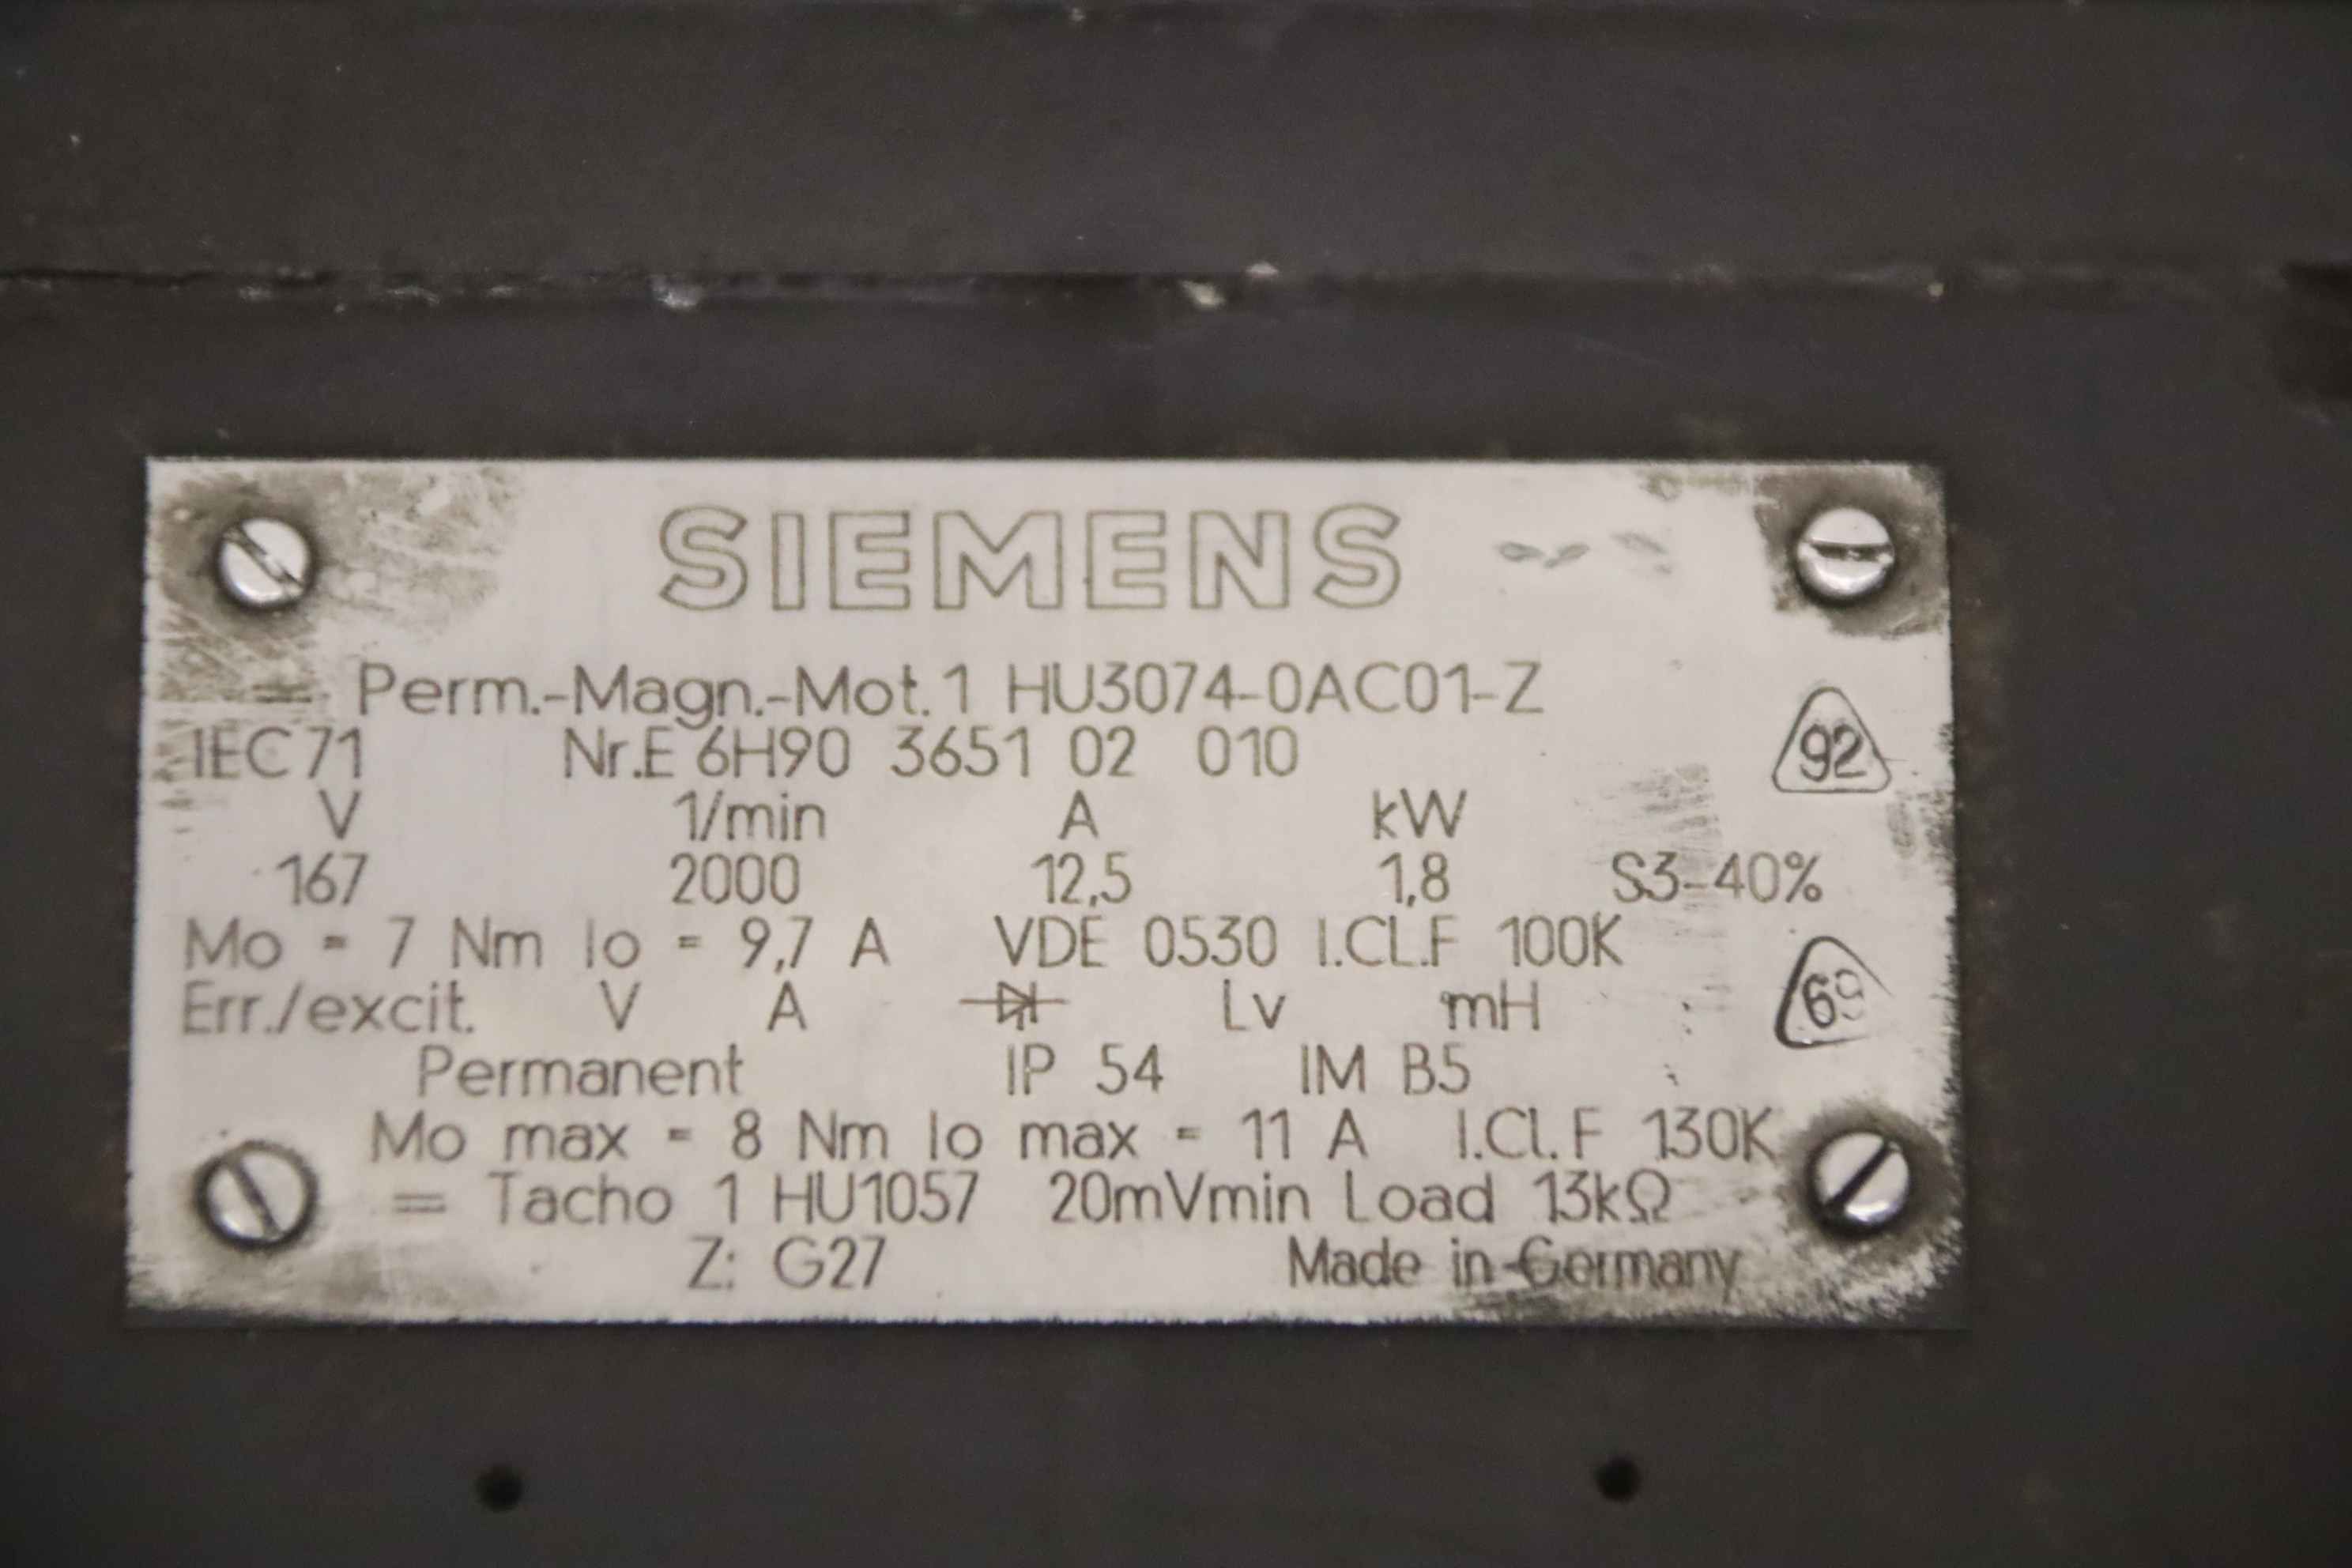 SIEMENS
= Perm.-Magn.-Mot. 1 HU3074-0AC01-Z
IEC 71 Nr.E 6H90 3651 02 010
92
V 1/min A kW
167 2000 12,5 1,8 S3-40%
Mo = 7 Nm Io = 9,7 A VDE 0530 I.CL.F 100K
Err./excit. V A Lv mH
69
Permanent IP 54 IM B5
Mo max = 8 Nm Io max = 11 A I.Cl.F 130K
= Tacho 1 HU1057 20mVmin Load 13kΩ
Z: G27 Made in Germany